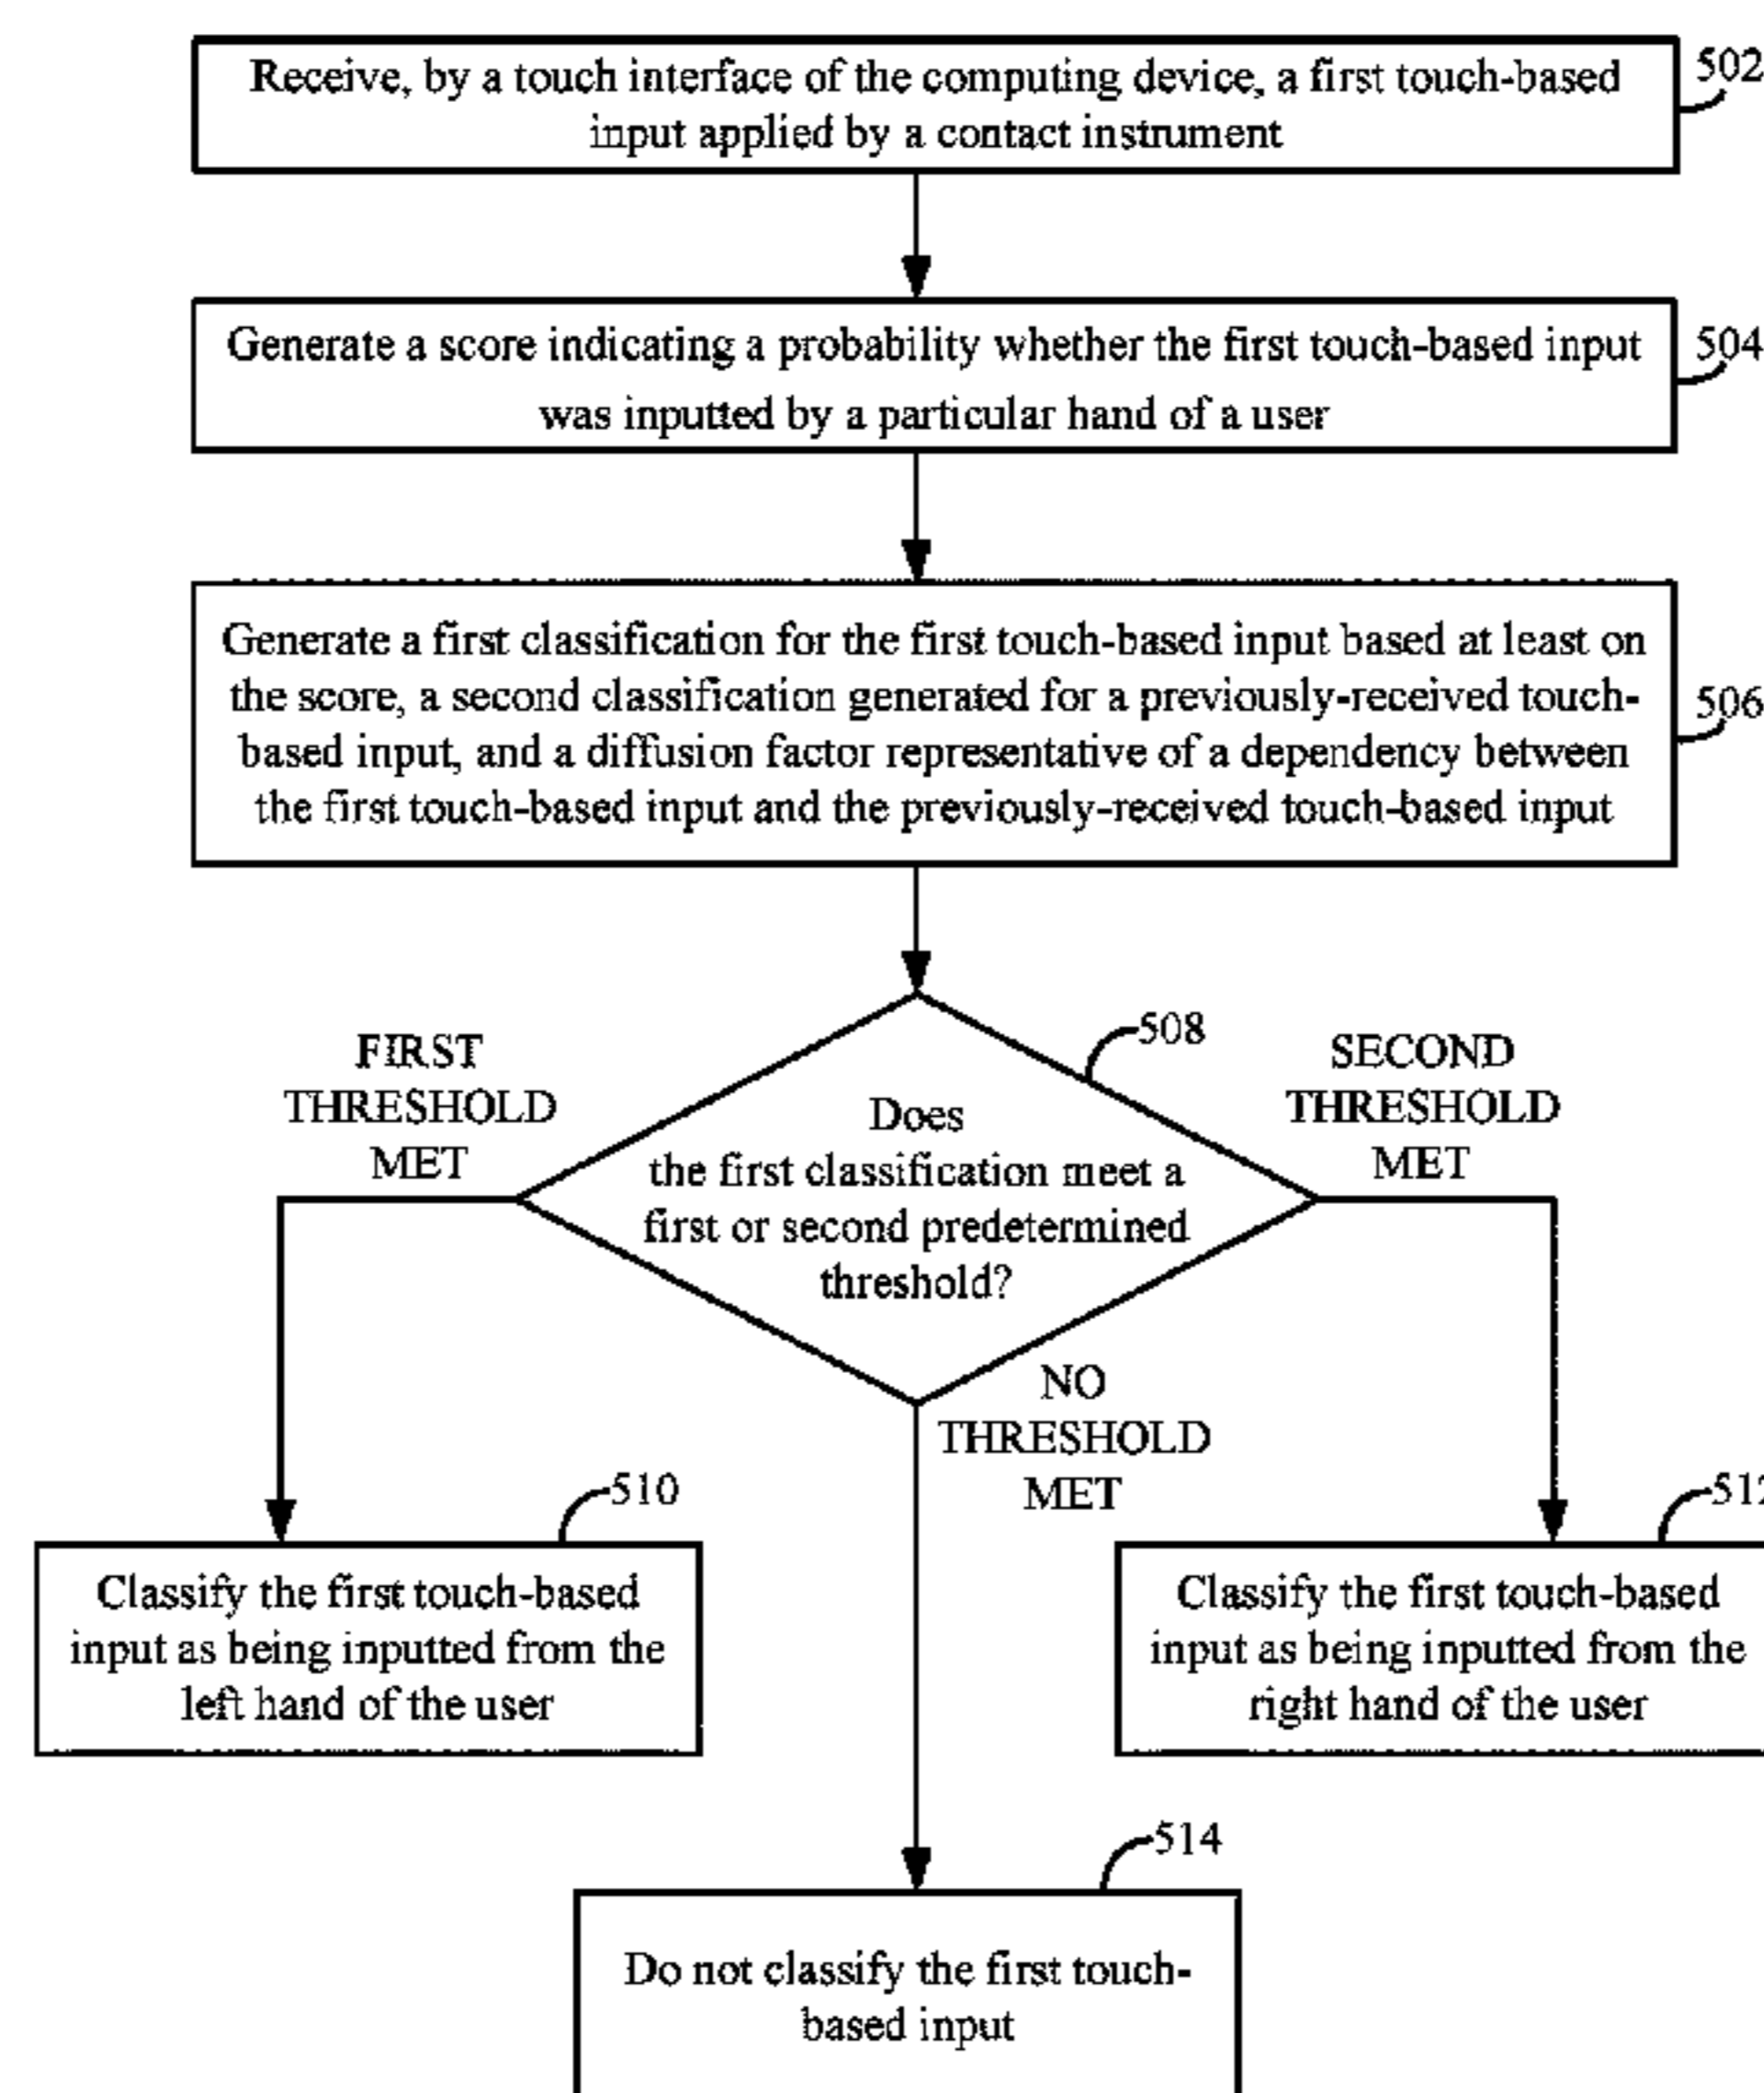 Receive, by a touch interface of the computing device, a first touch-based
input applied by a contact instrument
502
Generate a score indicating a probability whether the first touch-based input
was inputted by a particular hand of a user
504
Generate a first classification for the first touch-based input based at least on
the score, a second classification generated for a previously-received touch-
based input, and a diffusion factor representative of a dependency between
the first touch-based input and the previously-received touch-based input
506
508
FIRST
THRESHOLD
MET
Does
the first classification meet a
first or second predetermined
threshold?
SECOND
THRESHOLD
MET
NO
THRESHOLD
MET
510
Classify the first touch-based
input as being inputted from the
left hand of the user
512
Classify the first touch-based
input as being inputted from the
right hand of the user
514
Do not classify the first touch-
based input